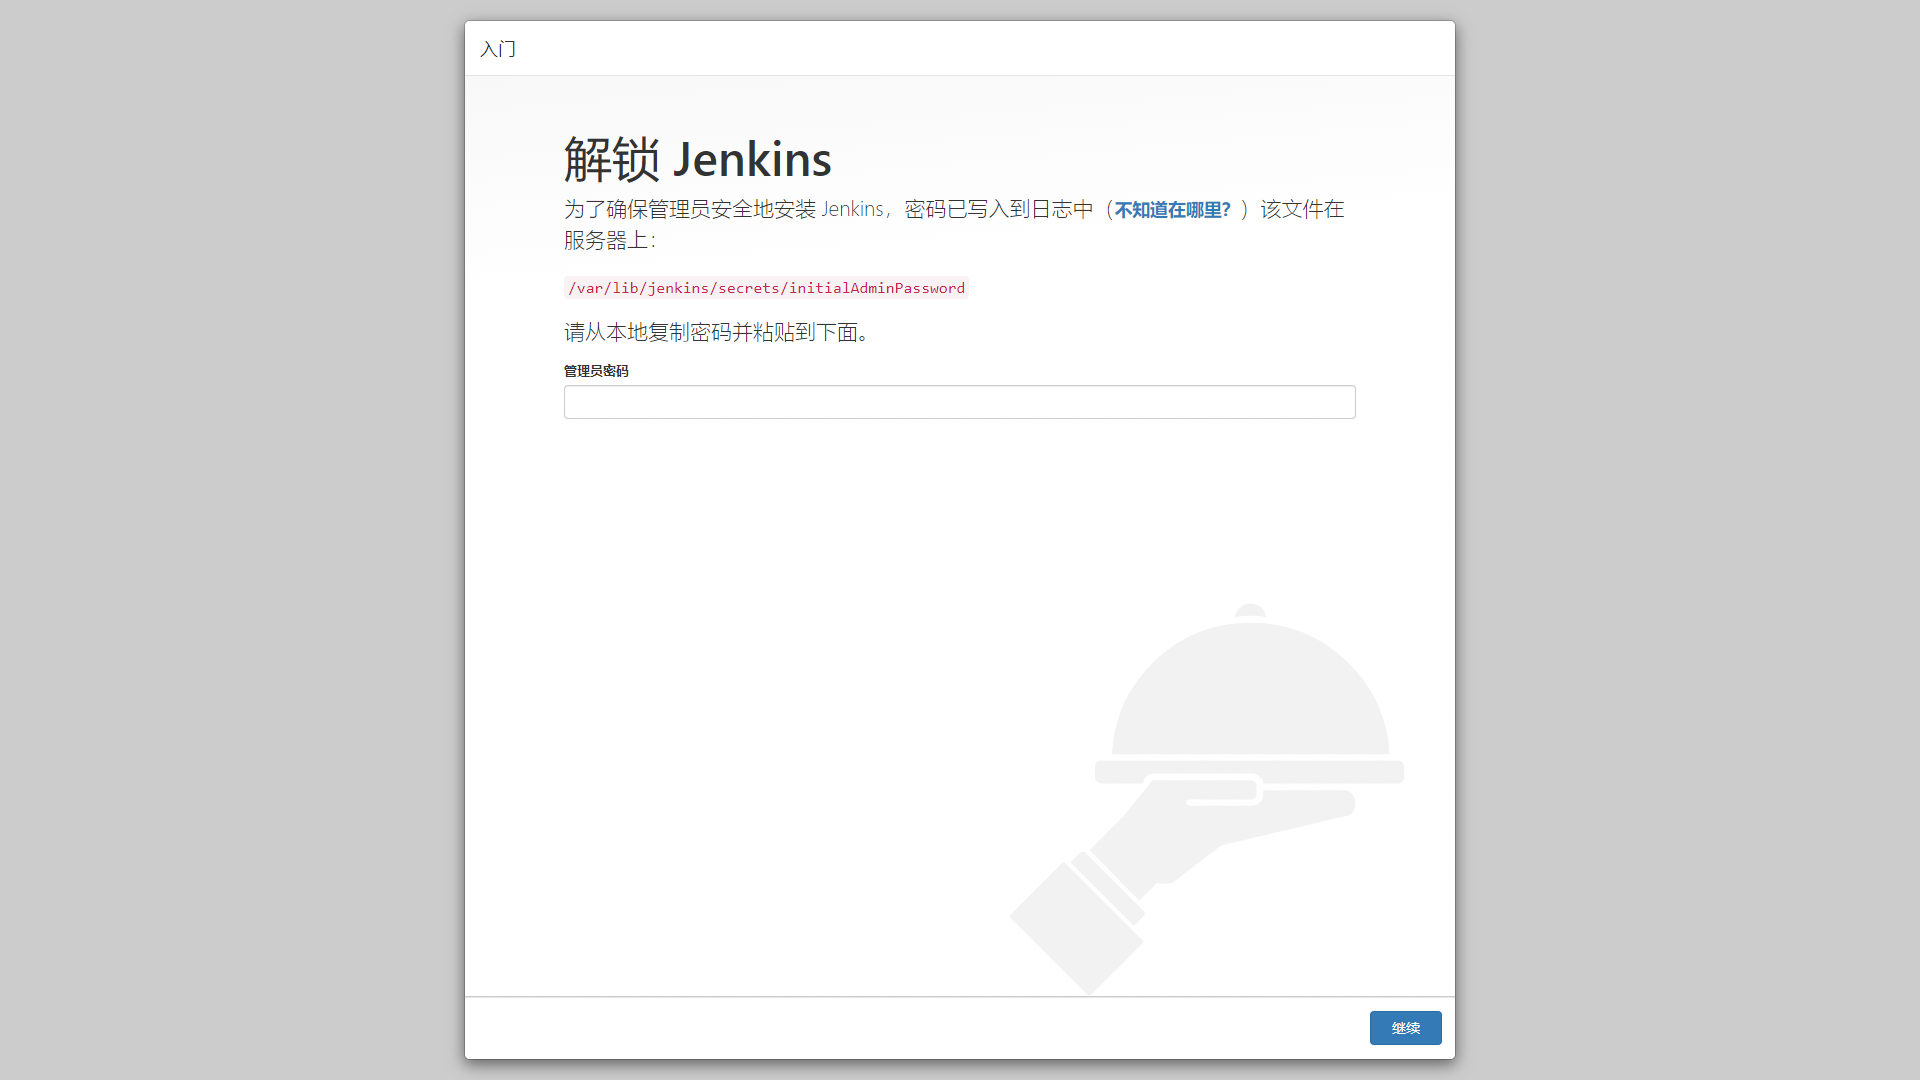 入门
解锁 Jenkins
为了确保管理员安全地安装 Jenkins，密码已写入到日志中（不知道在哪里？）该文件在
服务器上：
/var/lib/jenkins/secrets/initialAdminPassword
请从本地复制密码并粘贴到下面。
管理员密码
继续